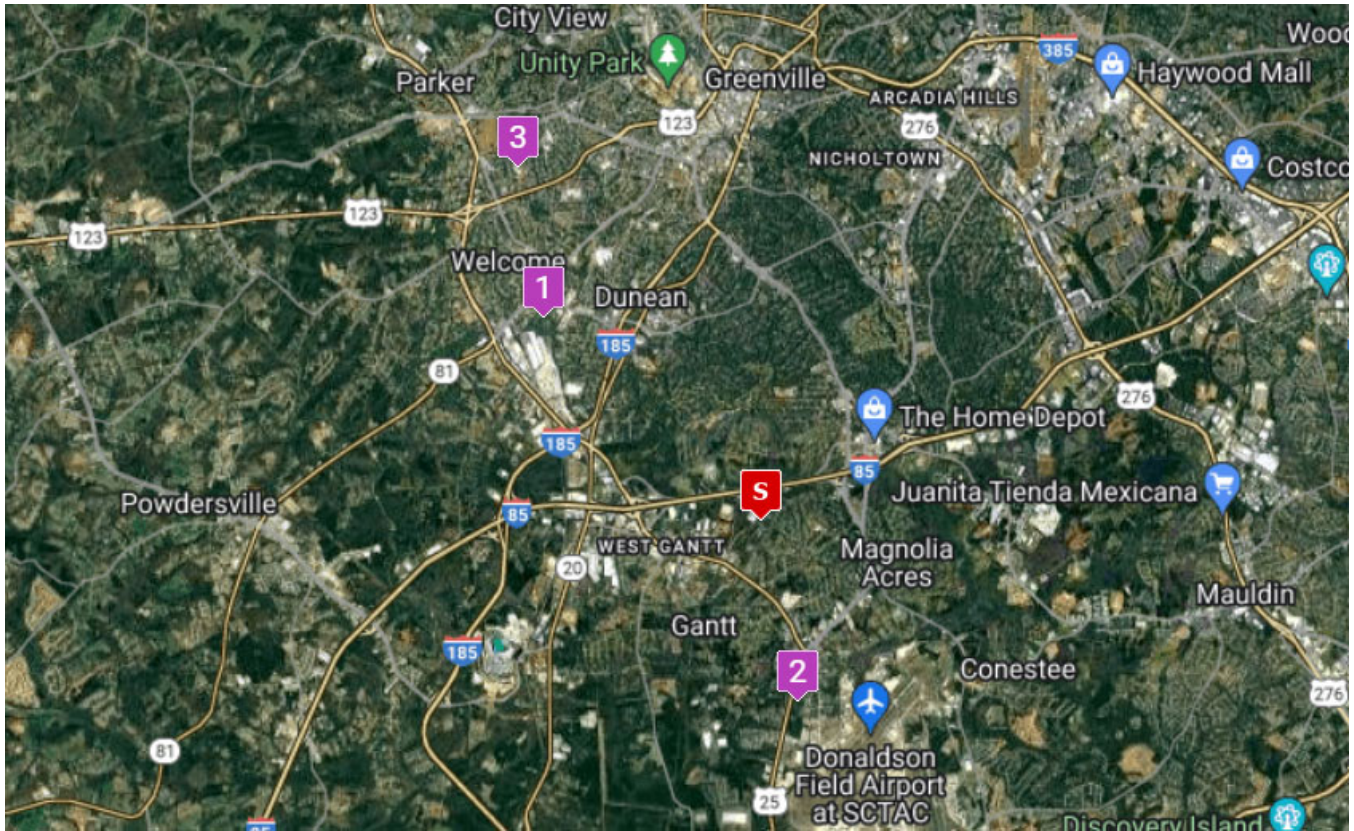 City View
Unity Park
Greenville
385
Wood
Haywood Mall
Parker
ARCADIA HILLS
123
276
3
NICHOLTOWN
Costco
123
123
Welcome
1
Dunean
185
81
276
The Home Depot
185
85
Juanita Tienda Mexicana
S
Powdersville
85
WEST GANTT
Magnolia
Acres
20
Mauldin
Gantt
185
2
Conestee
276
81
Donaldson
Field Airport
at SCTAC
25
85
Discovery Island